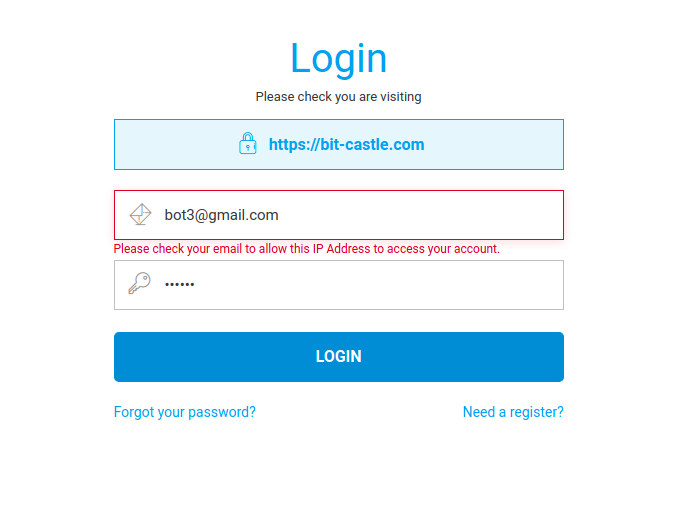 Login
Please check you are visiting
https://bit-castle.com
bot3@gmail.com
Please check your email to allow this IP Address to access your account.
••••••
LOGIN
Forgot your password?
Need a register?